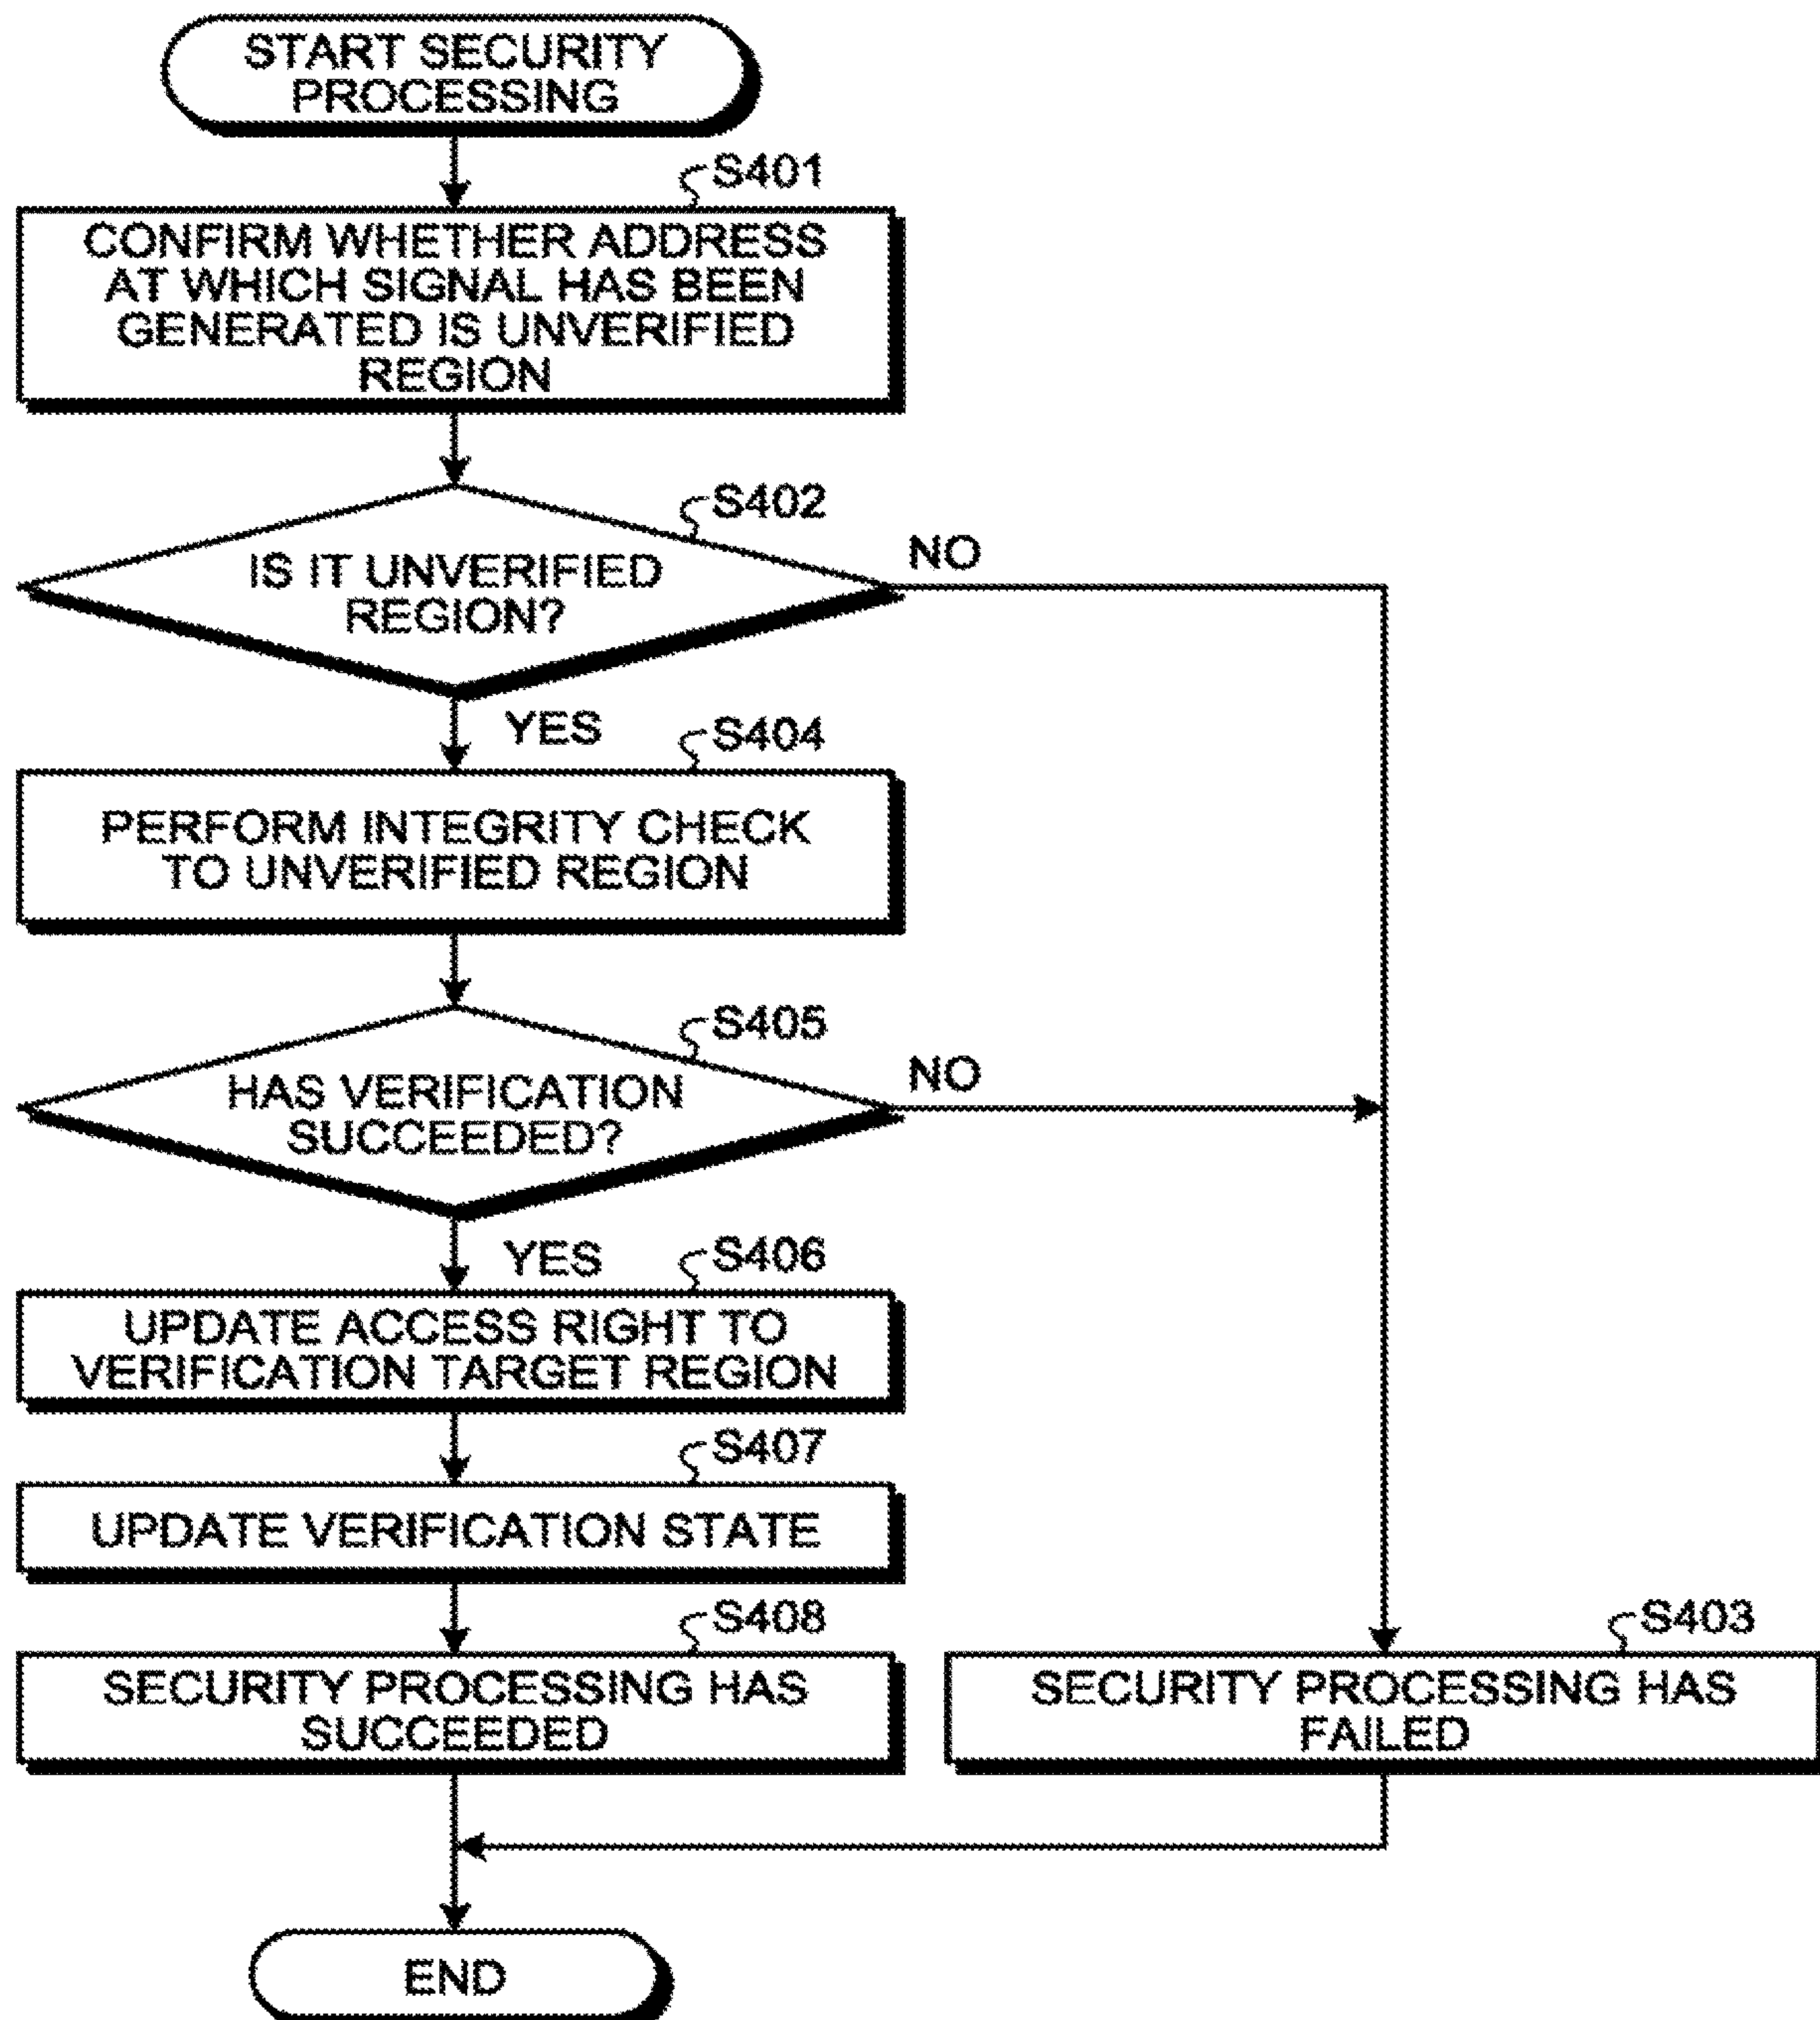 START SECURITY
PROCESSING
S401
CONFIRM WHETHER ADDRESS
AT WHICH SIGNAL HAS BEEN
GENERATED IS UNVERIFIED
REGION
S402
IS IT UNVERIFIED
REGION?
NO
YES
S404
PERFORM INTEGRITY CHECK
TO UNVERIFIED REGION
S405
HAS VERIFICATION
SUCCEEDED?
NO
YES
S406
UPDATE ACCESS RIGHT TO
VERIFICATION TARGET REGION
S407
UPDATE VERIFICATION STATE
S408
SECURITY PROCESSING HAS
SUCCEEDED
S403
SECURITY PROCESSING HAS
FAILED
END